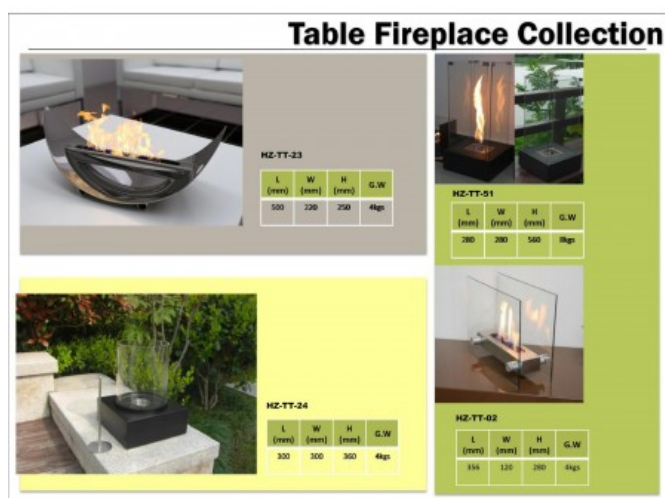 Table Fireplace Collection
HZ-TT-23
L (mm) W (mm) H (mm) G.W
500 220 250 4kgs
HZ-TT-51
L (mm) W (mm) H (mm) G.W
280 280 560 8kgs
HZ-TT-24
L (mm) W (mm) H (mm) G.W
300 300 360 4kgs
HZ-TT-02
L (mm) W (mm) H (mm) G.W
356 120 280 4kgs